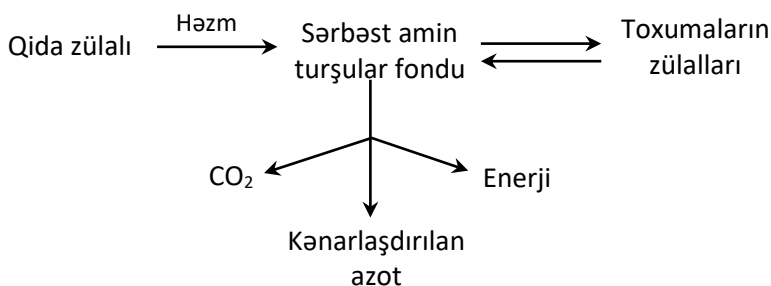 Qida zülalı
Həzm
Sərbəst amin
turşular fondu
Toxumaların
zülalları
CO₂
Enerji
Kənarlaşdırılan
azot